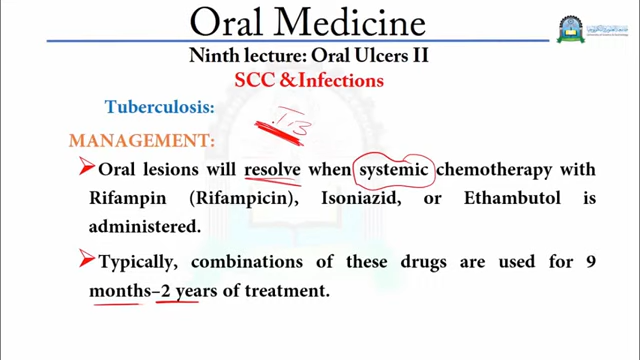 Oral Medicine
Ninth lecture: Oral Ulcers II
SCC & Infections
Tuberculosis:
T.B
MANAGEMENT:
Oral lesions will resolve when systemic chemotherapy with
Rifampin (Rifampicin), Isoniazid, or Ethambutol is
administered.
Typically, combinations of these drugs are used for 9
months–2 years of treatment.